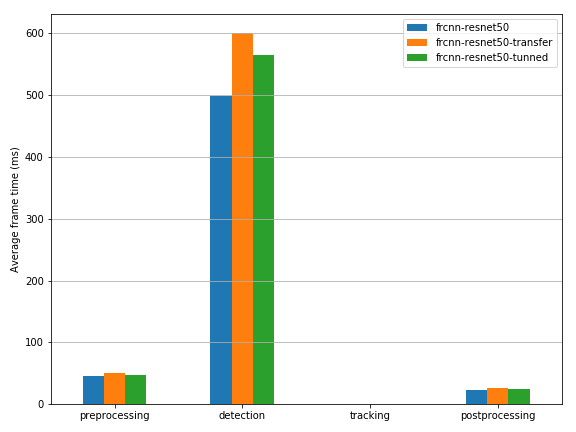 frcnn-resnet50
frcnn-resnet50-transfer
frcnn-resnet50-tunned
Average frame time (ms)
600
500
400
300
200
100
0
preprocessing
detection
tracking
postprocessing